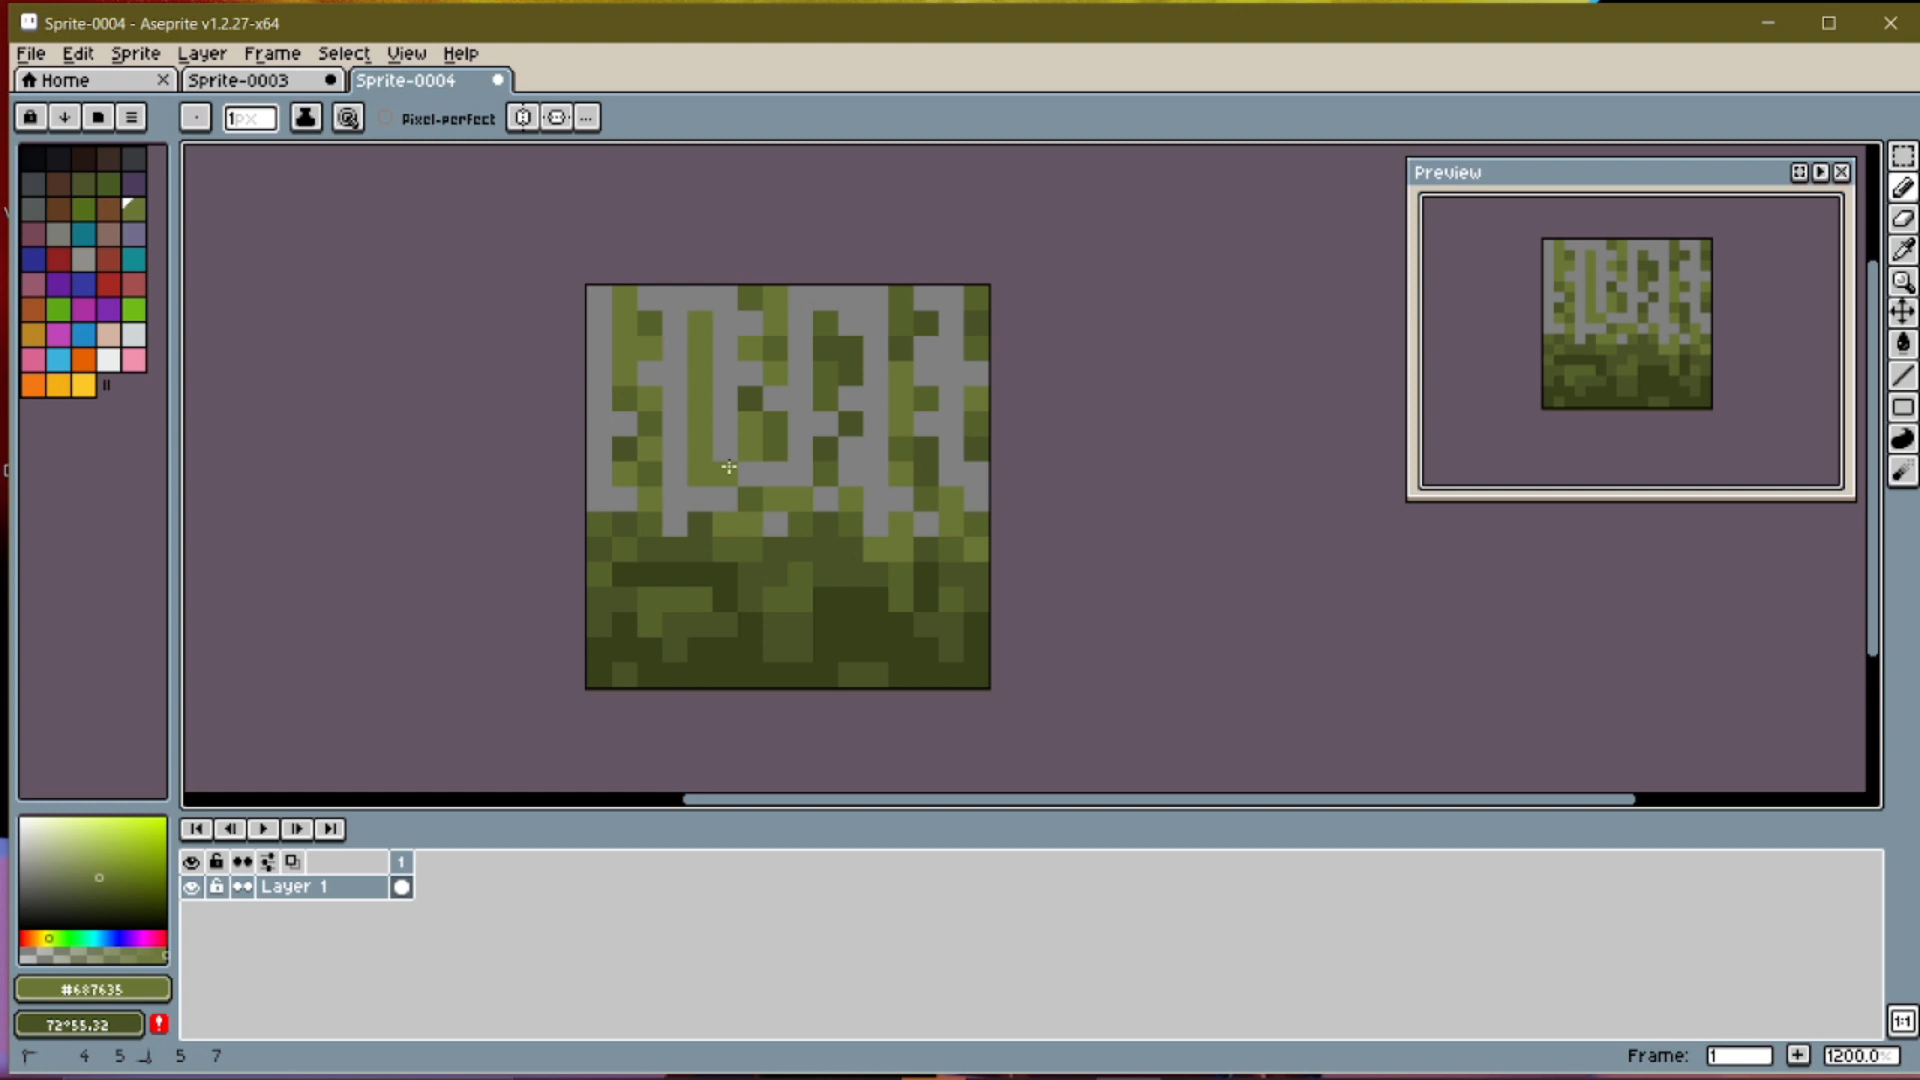 Sprite-0004 - Aseprite v1.2.27-x64
File Edit Sprite Layer Frame Select View Help
Home Sprite-0003 Sprite-0004
1px Pixel-perfect
Preview
1
Layer 1
#687635
72°55.32
4 5 5 7
Frame: 1 1200.0%
1:1